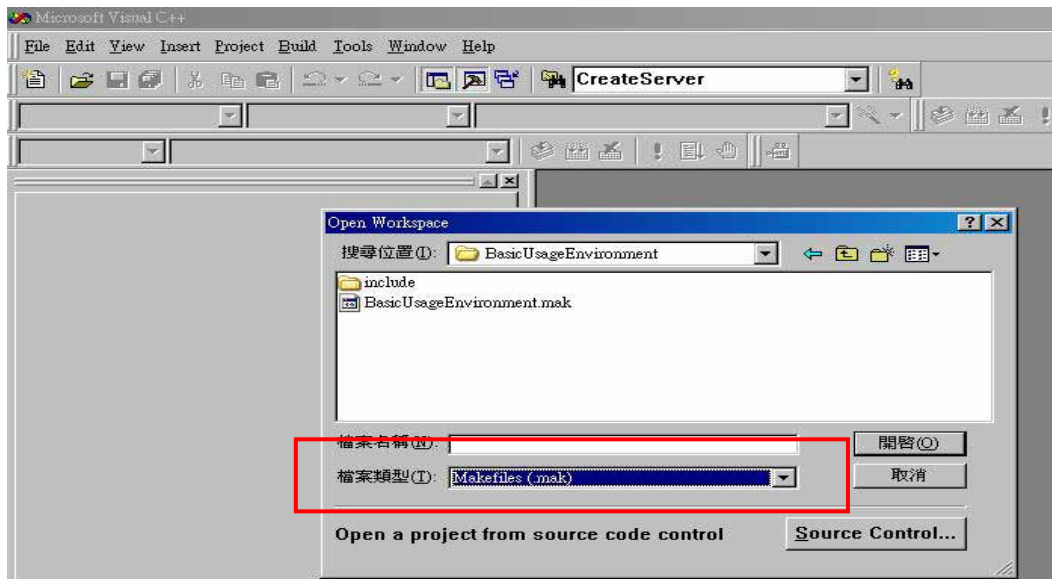 Microsoft Visual C++
File Edit View Insert Project Build Tools Window Help
CreateServer
Open Workspace
搜尋位置(I): BasicUsageEnvironment
include
BasicUsageEnvironment.mak
檔案名稱(N):
開啓(O)
檔案類型(T): Makefiles (.mak)
取消
Open a project from source code control
Source Control...